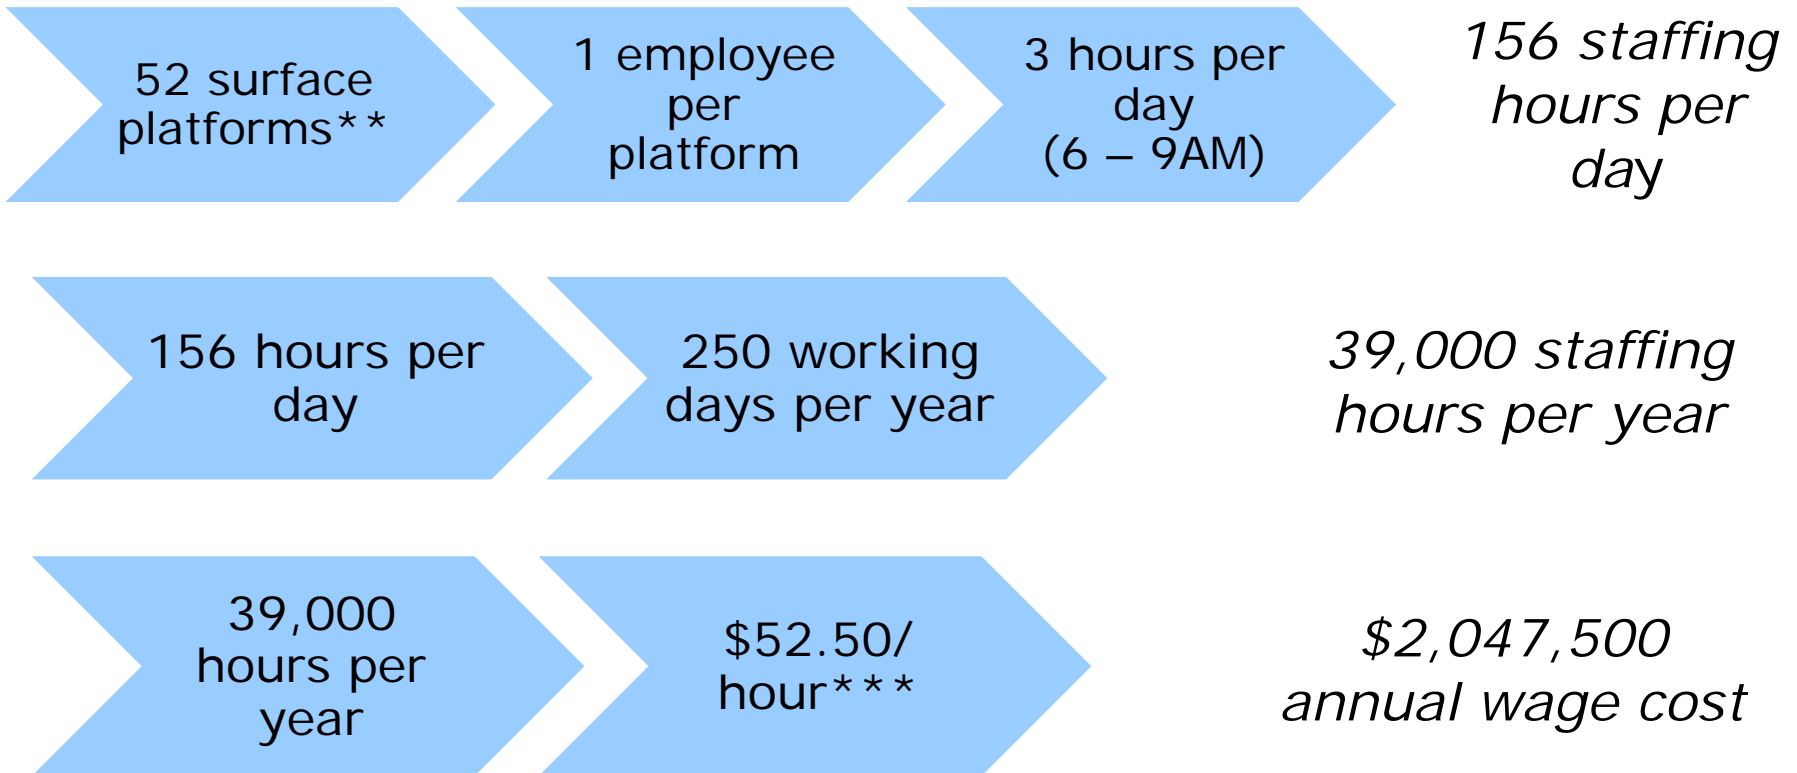 52 surface
platforms**
1 employee
per
platform
3 hours per
day
(6 – 9AM)
156 staffing
hours per
day
156 hours per
day
250 working
days per year
39,000 staffing
hours per year
39,000
hours per
year
$52.50/
hour***
$2,047,500
annual wage cost